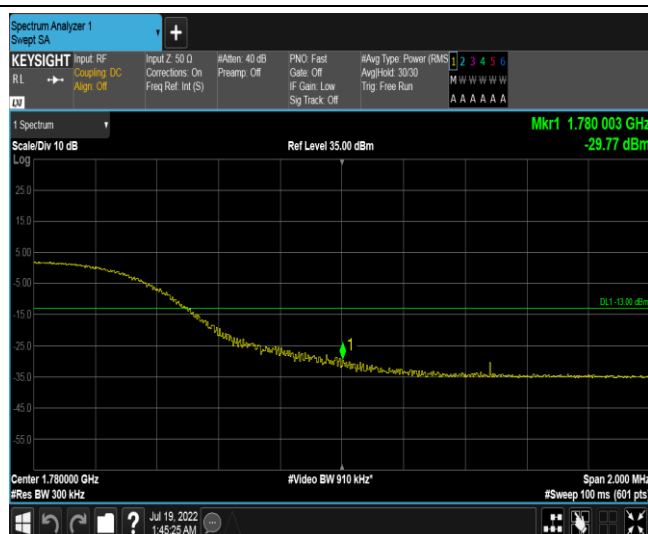 Spectrum Analyzer 1
Swept SA
+
KEYSIGHT
RL
LXI
Input: RF
Coupling: DC
Align: Off
Input Z: 50 Ω
Corrections: On
Freq Ref: Int (S)
#Atten: 40 dB
Preamp: Off
PNO: Fast
Gate: Off
IF Gain: Low
Sig Track: Off
#Avg Type: Power (RMS
Avg|Hold: 30/30
Trig: Free Run
1 2 3 4 5 6
M W W W W W
A A A A A A
1 Spectrum
Scale/Div 10 dB
Log
Ref Level 35.00 dBm
Mkr1 1.780 003 GHz
-29.77 dBm
25.0
15.0
5.00
-5.00
DL1 -13.00 dBm
-15.0
-25.0
1
-35.0
-45.0
-55.0
Center 1.780000 GHz
#Res BW 300 kHz
#Video BW 910 kHz*
Span 2.000 MHz
#Sweep 100 ms (601 pts)
?
Jul 19, 2022
1:45:25 AM